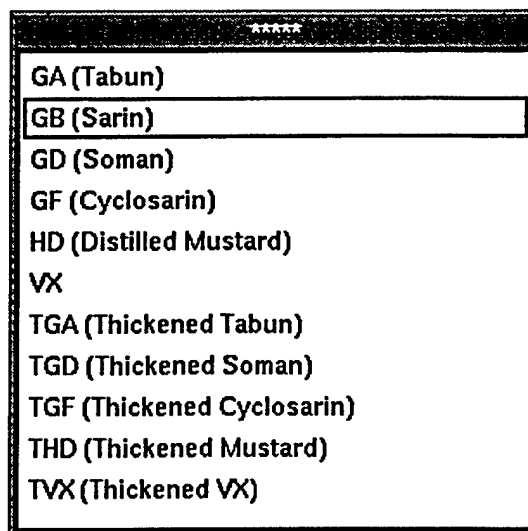 *****
GA (Tabun)
GB (Sarin)
GD (Soman)
GF (Cyclosarin)
HD (Distilled Mustard)
VX
TGA (Thickened Tabun)
TGD (Thickened Soman)
TGF (Thickened Cyclosarin)
THD (Thickened Mustard)
TVX (Thickened VX)